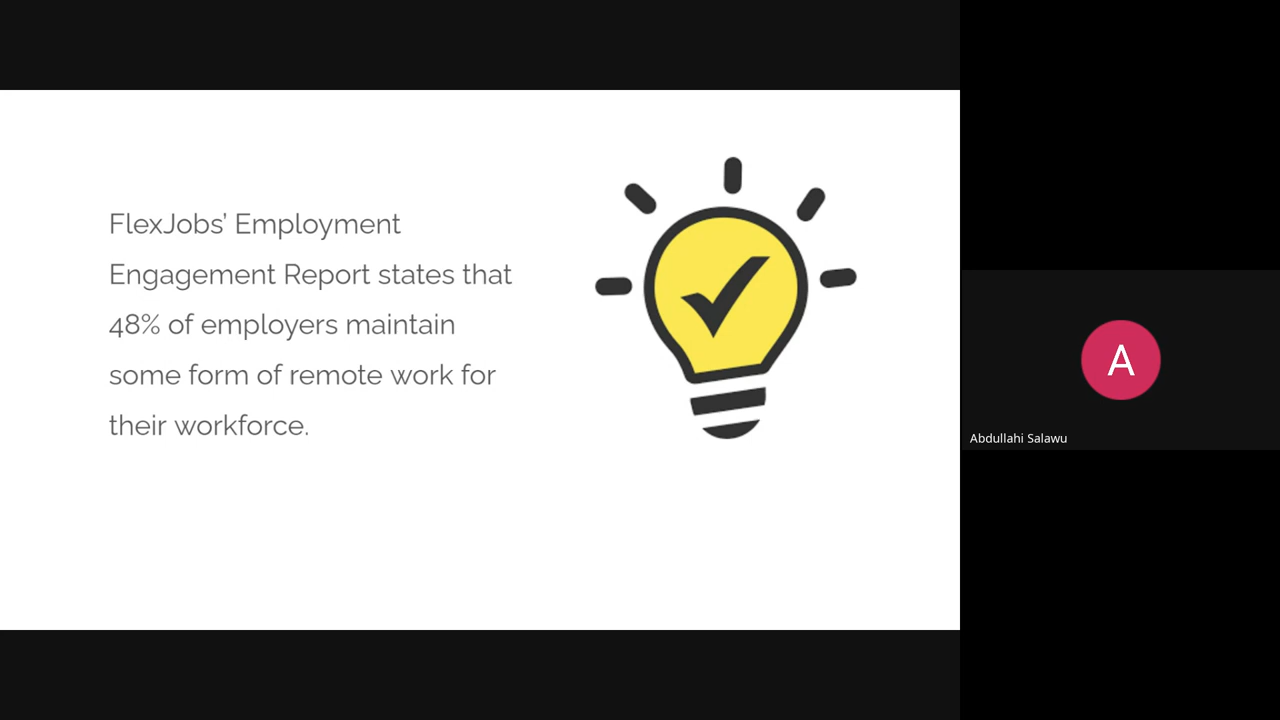 FlexJobs’ Employment
Engagement Report states that
48% of employers maintain
some form of remote work for
their workforce.
A
Abdullahi Salawu